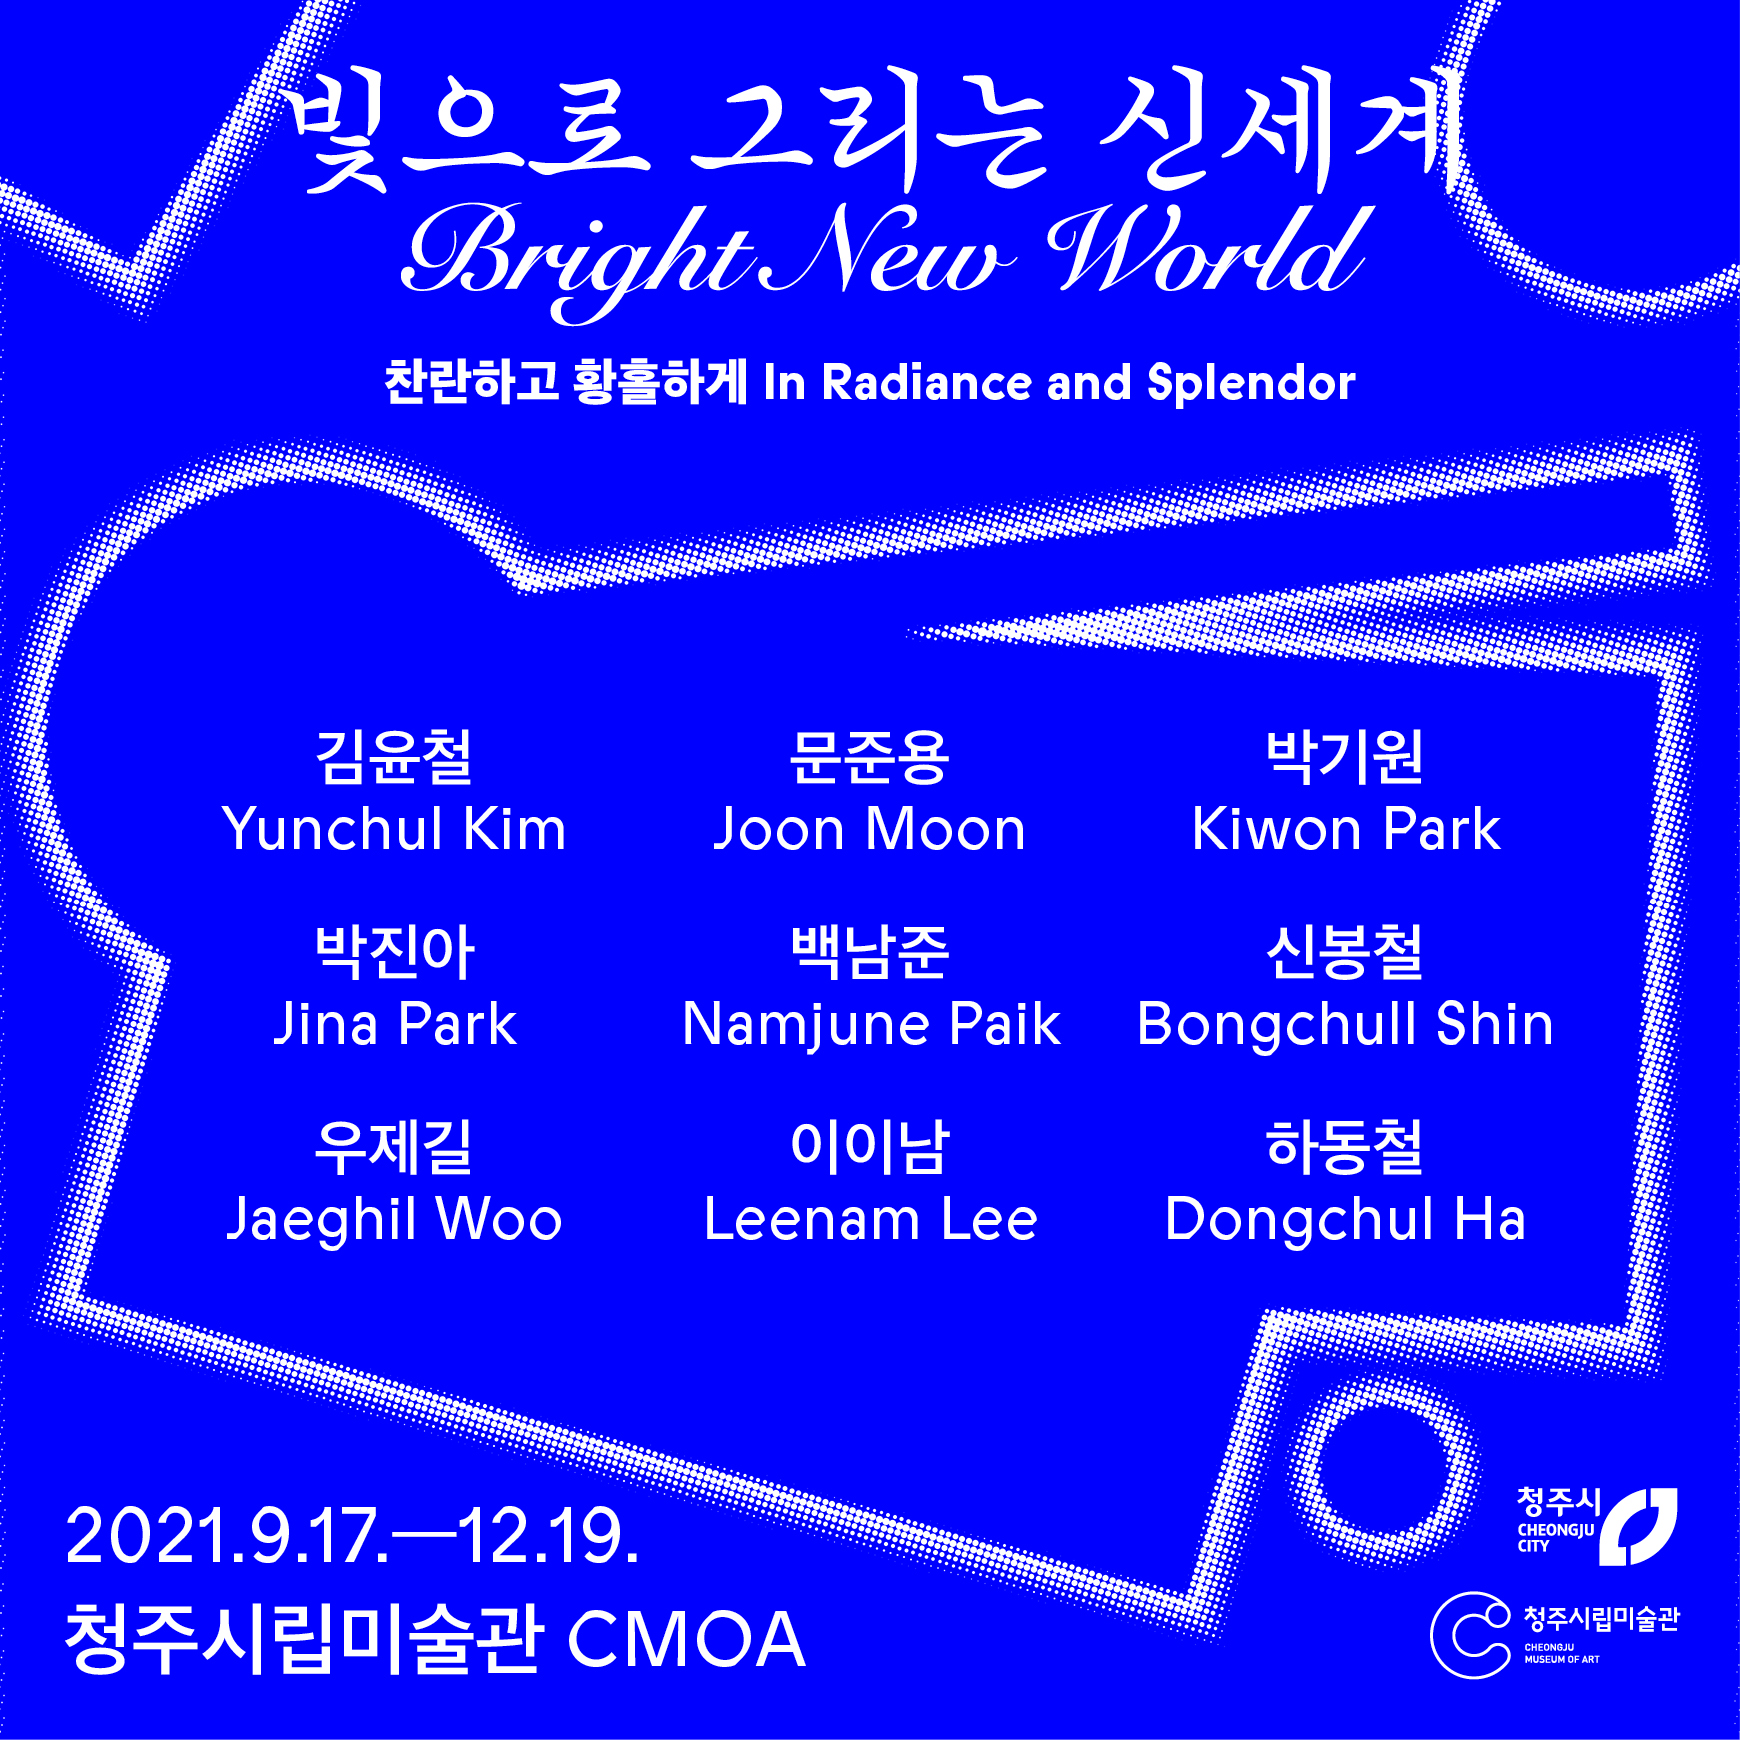 빛으로 그리는 신세계
Bright New World
찬란하고 황홀하게 In Radiance and Splendor
김윤철
Yunchul Kim
문준용
Joon Moon
박기원
Kiwon Park
박진아
Jina Park
백남준
Namjune Paik
신봉철
Bongchull Shin
우제길
Jaeghil Woo
이이남
Leenam Lee
하동철
Dongchul Ha
2021.9.17.—12.19.
청주시립미술관 CMOA
청주시
CHEONGJU
CITY
청주시립미술관
CHEONGJU
MUSEUM OF ART